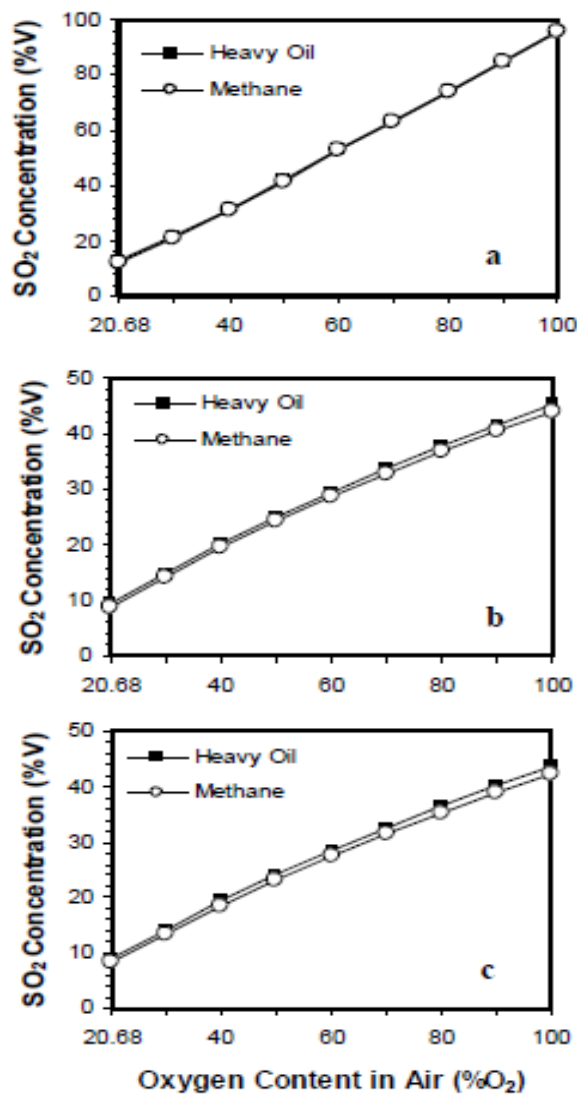 100
80
60
40
20
0
SO₂ Concentration (%V)
Heavy Oil
Methane
a
20.68 40 60 80 100
50
40
30
20
10
0
SO₂ Concentration (%V)
Heavy Oil
Methane
b
20.68 40 60 80 100
50
40
30
20
10
0
SO₂ Concentration (%V)
Heavy Oil
Methane
c
20.68 40 60 80 100
Oxygen Content in Air (%O₂)